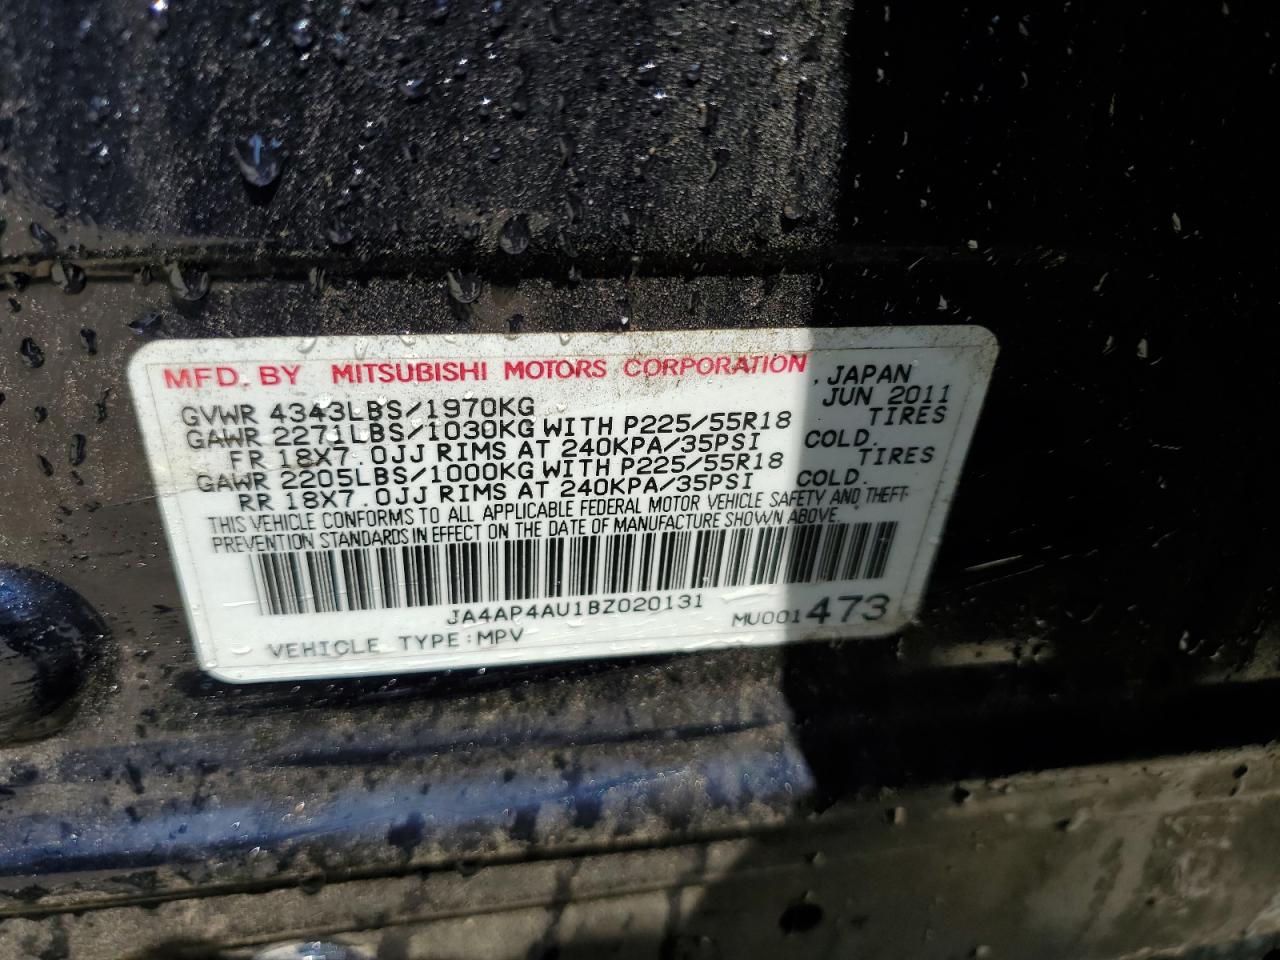 MFD. BY MITSUBISHI MOTORS CORPORATION , JAPAN
GVWR 4343LBS/1970KG JUN 2011
GAWR 2271LBS/1030KG WITH P225/55R18 TIRES
FR 18X7.0JJ RIMS AT 240KPA/35PSI COLD.
GAWR 2205LBS/1000KG WITH P225/55R18 TIRES
RR 18X7.0JJ RIMS AT 240KPA/35PSI COLD.
THIS VEHICLE CONFORMS TO ALL APPLICABLE FEDERAL MOTOR VEHICLE SAFETY AND THEFT
PREVENTION STANDARDS IN EFFECT ON THE DATE OF MANUFACTURE SHOWN ABOVE.
JA4AP4AU1BZ020131
MU001473
VEHICLE TYPE:MPV